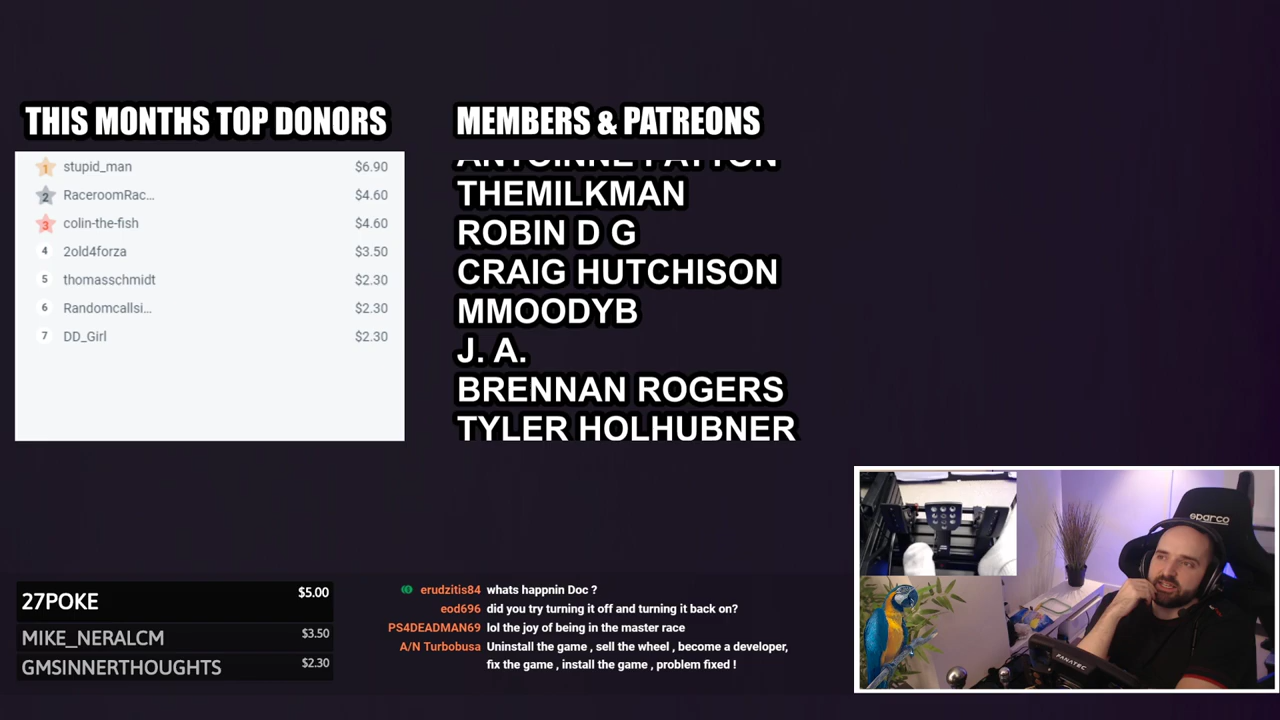 THIS MONTHS TOP DONORS
1 stupid_man $6.90
2 RaceroomRac... $4.60
3 colin-the-fish $4.60
4 2old4forza $3.50
5 thomasschmidt $2.30
6 Randomcallsi... $2.30
7 DD_Girl $2.30
MEMBERS & PATREONS
THEMILKMAN
ROBIN D G
CRAIG HUTCHISON
MMOODYB
J. A.
BRENNAN ROGERS
TYLER HOLHUBNER
27POKE $5.00
MIKE_NERALCM $3.50
GMSINNERTHOUGHTS $2.30
erudzitis84 whats happnin Doc ?
eod696 did you try turning it off and turning it back on?
PS4DEADMAN69 lol the joy of being in the master race
A/N Turbobusa Uninstall the game , sell the wheel , become a developer,
fix the game , install the game , problem fixed !
sparco
FANATEC